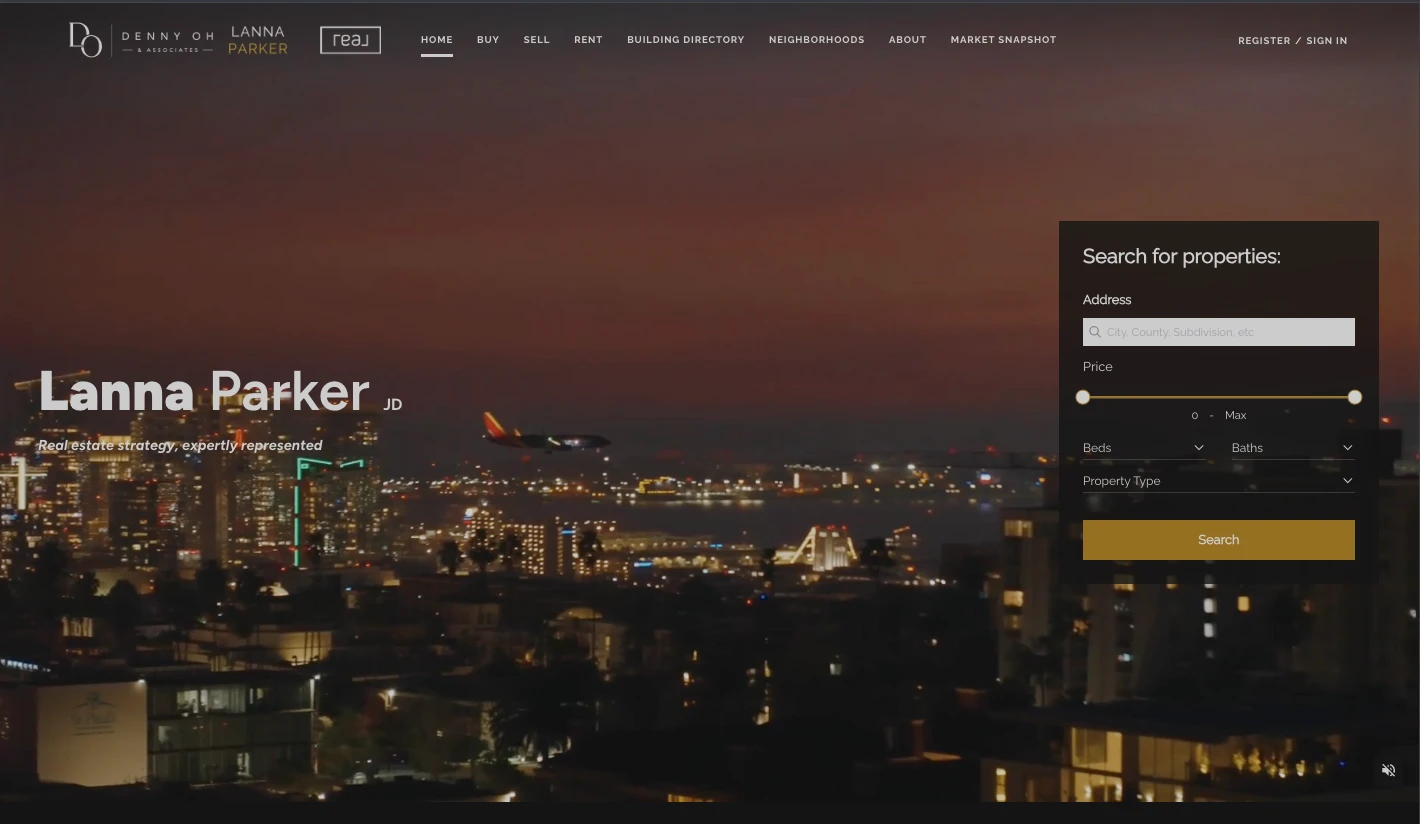 DO DENNY OH & ASSOCIATES
LANNA PARKER
real
HOME BUY SELL RENT BUILDING DIRECTORY NEIGHBORHOODS ABOUT MARKET SNAPSHOT REGISTER / SIGN IN
Search for properties:
Address
City, County, Subdivision, etc
Price
0 - Max
Beds Baths
Property Type
Search
Lanna Parker JD
Real estate strategy, expertly represented